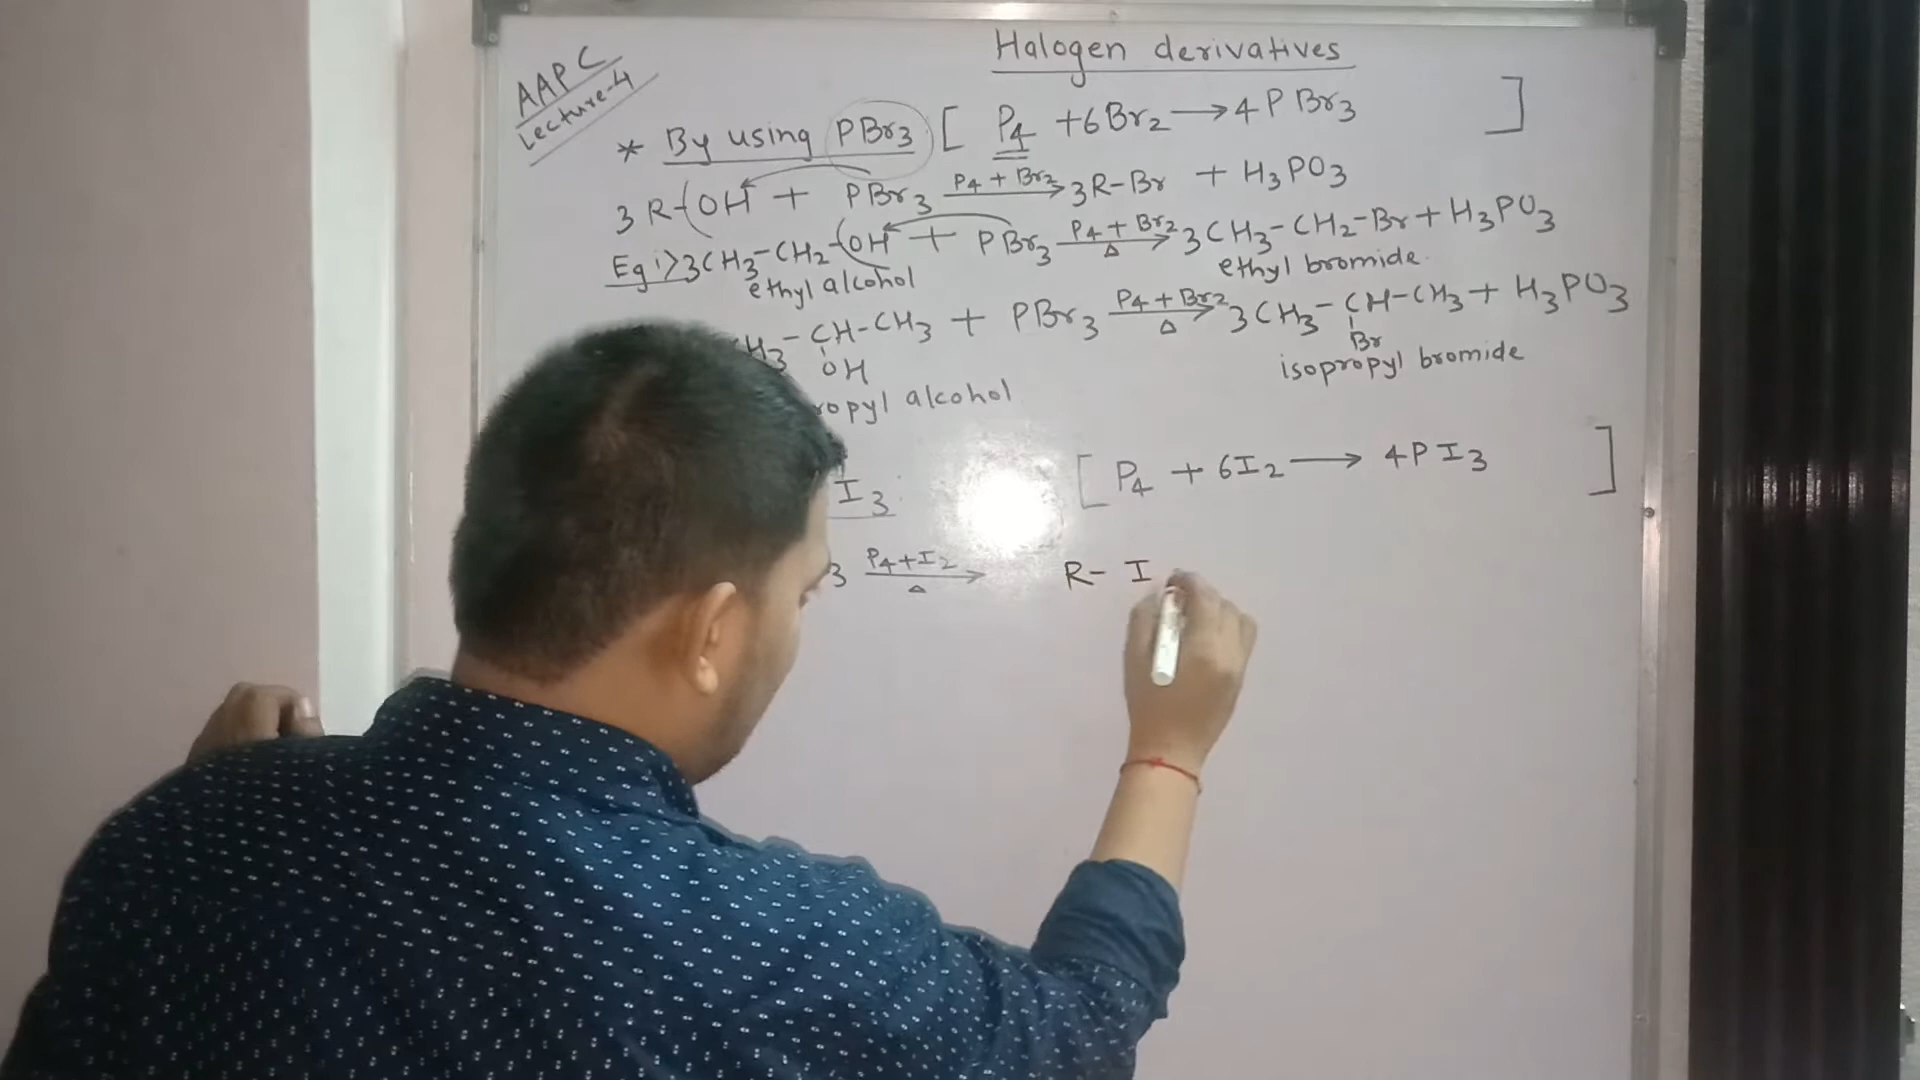 Halogen derivatives
AAPC
Lecture-4
* By using PBr3 [ P4 + 6Br2 ⟶ 4PBr3 ]
3R-OH + PBr3 P4 + Br2 ⟶ 3R-Br + H3PO3
Eg i> 3CH3-CH2-OH + PBr3 P4 + Br2 ⟶ Δ 3CH3-CH2-Br + H3PO3
ethyl alcohol ethyl bromide
H3-CH-CH3 + PBr3 P4 + Br2 ⟶ Δ 3CH3-CH-CH3 + H3PO3
OH Br
ropyl alcohol isopropyl bromide
I3 [ P4 + 6I2 ⟶ 4PI3 ]
3 P4+I2 ⟶ Δ R-I